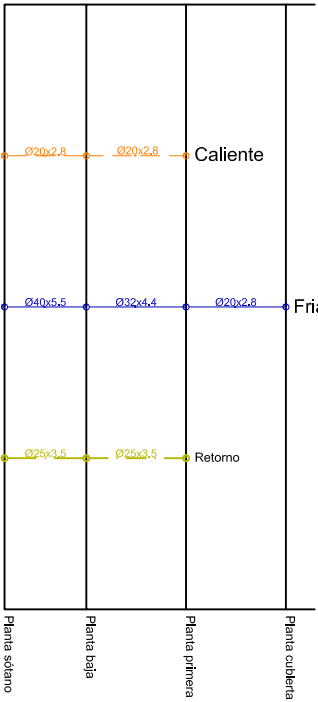 Ø20x2.8
Ø20x2.8
Caliente
Ø40x5.5
Ø32x4.4
Ø20x2.8
Fria
Ø25x3.5
Ø25x3.5
Retorno
Planta sótano
Planta baja
Planta primera
Planta cubierta